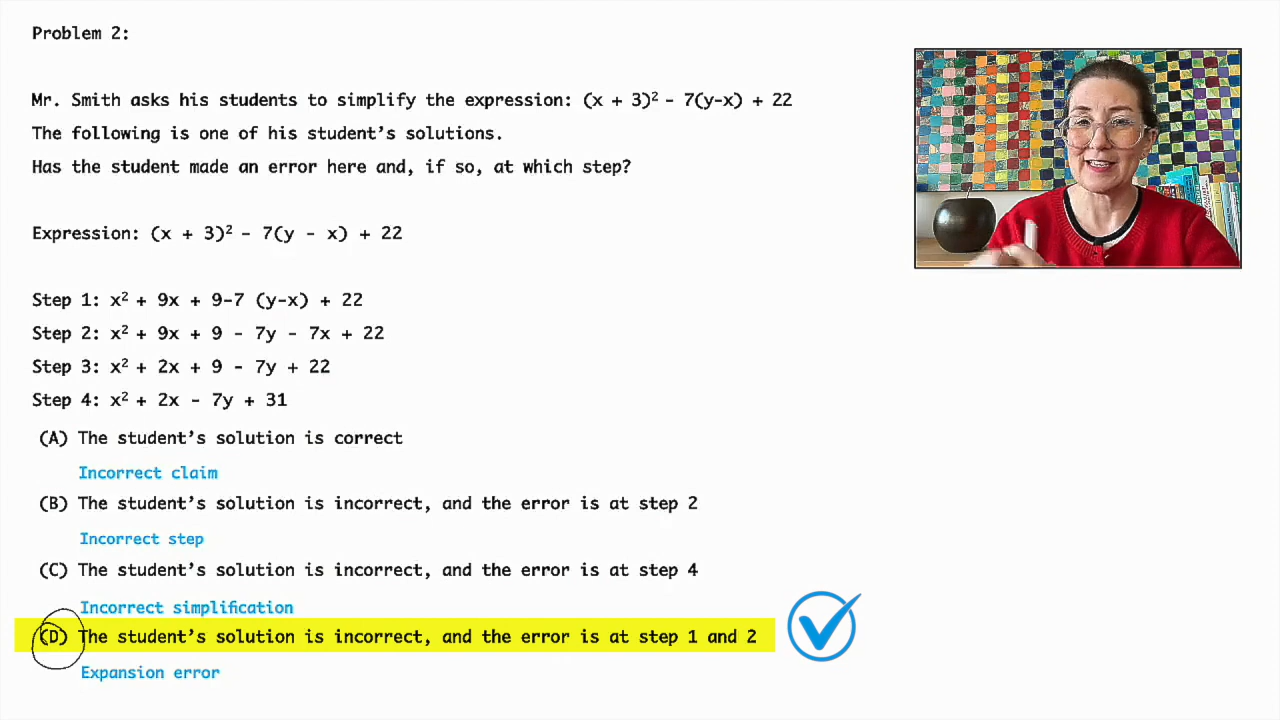 Problem 2:
Mr. Smith asks his students to simplify the expression: (x + 3)² - 7(y-x) + 22
The following is one of his student's solutions.
Has the student made an error here and, if so, at which step?
Expression: (x + 3)² - 7(y - x) + 22
Step 1: x² + 9x + 9-7 (y-x) + 22
Step 2: x² + 9x + 9 - 7y - 7x + 22
Step 3: x² + 2x + 9 - 7y + 22
Step 4: x² + 2x - 7y + 31
(A) The student's solution is correct
Incorrect claim
(B) The student's solution is incorrect, and the error is at step 2
Incorrect step
(C) The student's solution is incorrect, and the error is at step 4
Incorrect simplification
(D) The student's solution is incorrect, and the error is at step 1 and 2
Expansion error